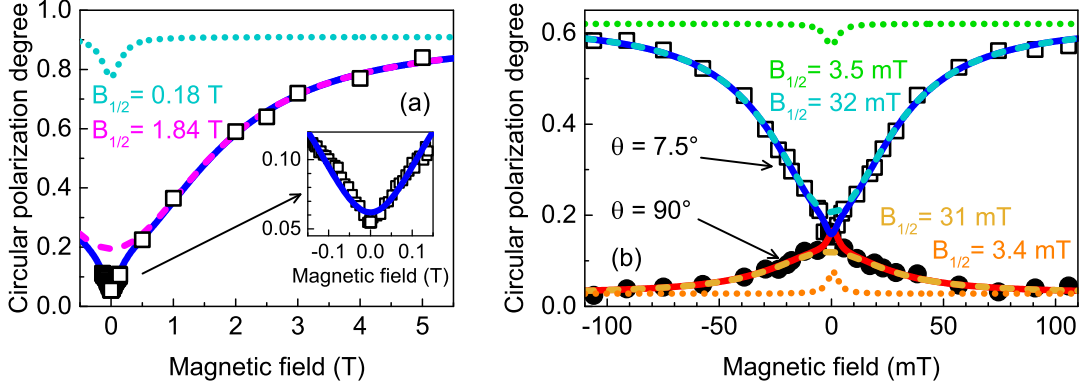 Circular polarization degree
1.0
0.8
0.6
0.4
0.2
0.0
B1/2= 0.18 T
B1/2= 1.84 T
(a)
0.10
0.05
-0.1 0.0 0.1
Magnetic field (T)
0 1 2 3 4 5
Magnetic field (T)
Circular polarization degree
0.6
0.4
0.2
0.0
B1/2= 3.5 mT
B1/2= 32 mT
θ = 7.5°
θ = 90°
B1/2= 31 mT
B1/2= 3.4 mT
(b)
-100 -50 0 50 100
Magnetic field (mT)